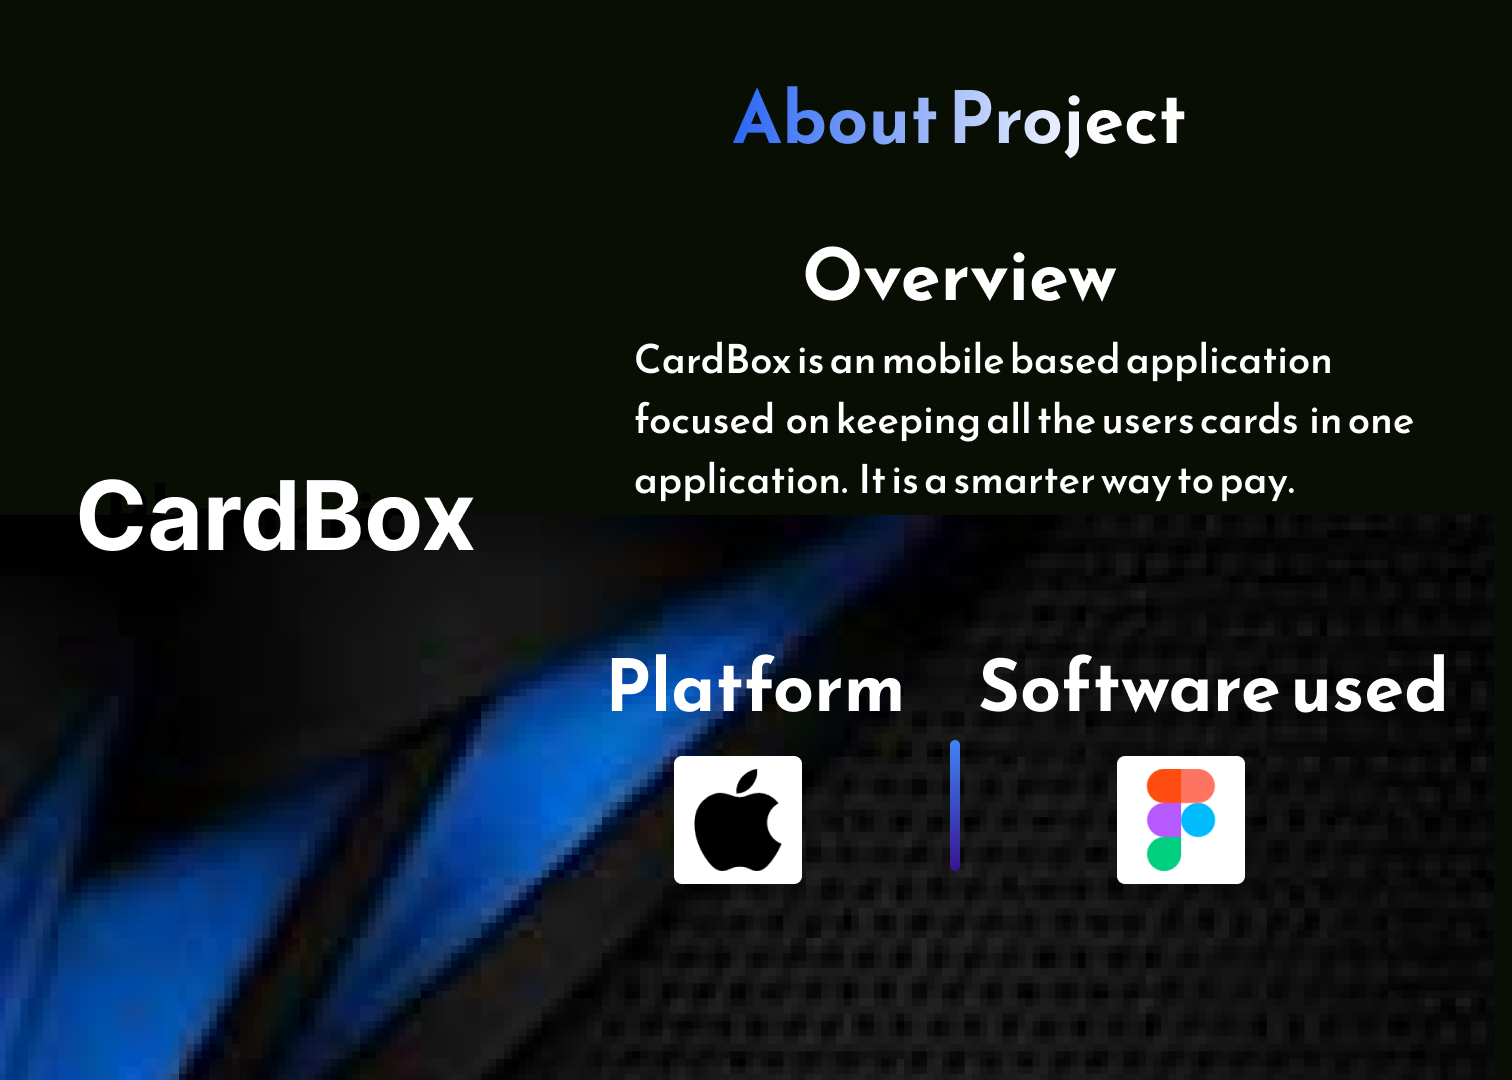 About Project
Overview
CardBox is an mobile based application
focused on keeping all the users cards in one
application. It is a smarter way to pay.
CardBox
Platform
Software used